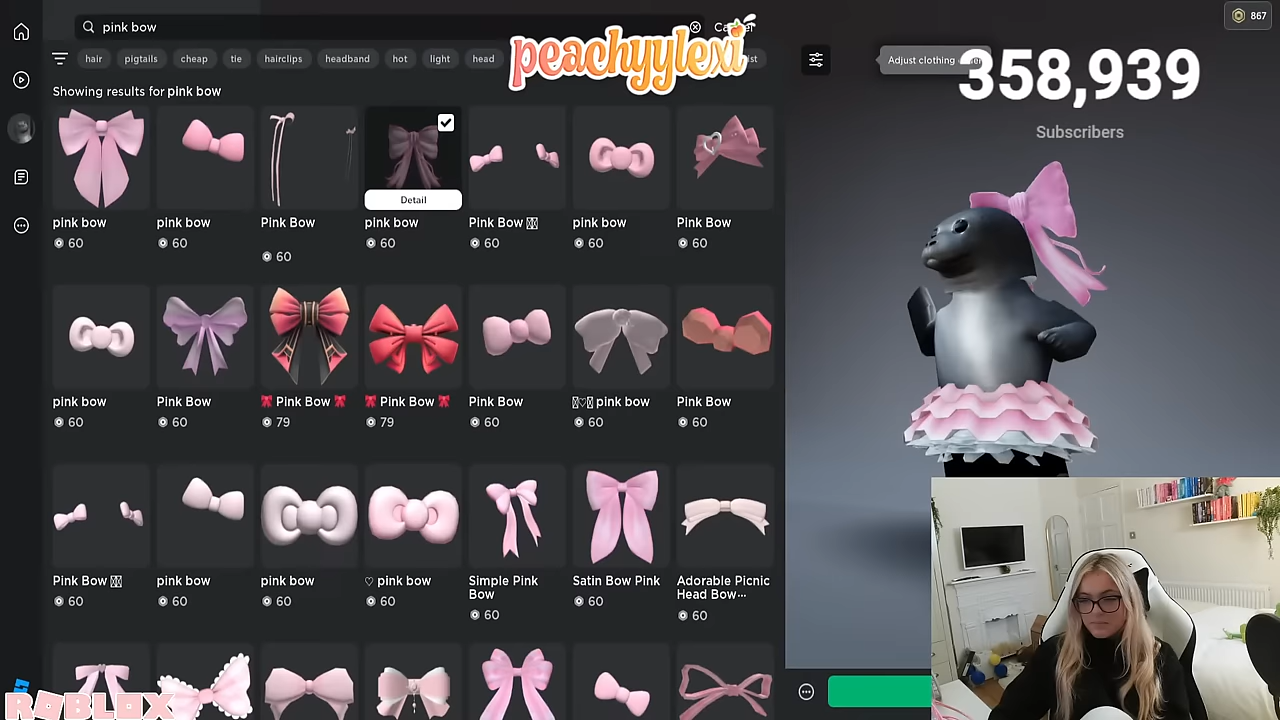 pink bow
867
hair pigtails cheap tie hairclips headband hot light head
peachyylexi
Adjust clothing
358,939
Subscribers
Showing results for pink bow
Detail
pink bow
60
pink bow
60
Pink Bow
60
pink bow
60
Pink Bow
60
pink bow
60
Pink Bow
60
pink bow
60
Pink Bow
60
🎀 Pink Bow 🎀
79
🎀 Pink Bow 🎀
79
Pink Bow
60
♡ pink bow
60
Pink Bow
60
Pink Bow
60
pink bow
60
pink bow
60
♡ pink bow
60
Simple Pink
Bow
60
Satin Bow Pink
60
Adorable Picnic
Head Bow...
60
ROBLOX